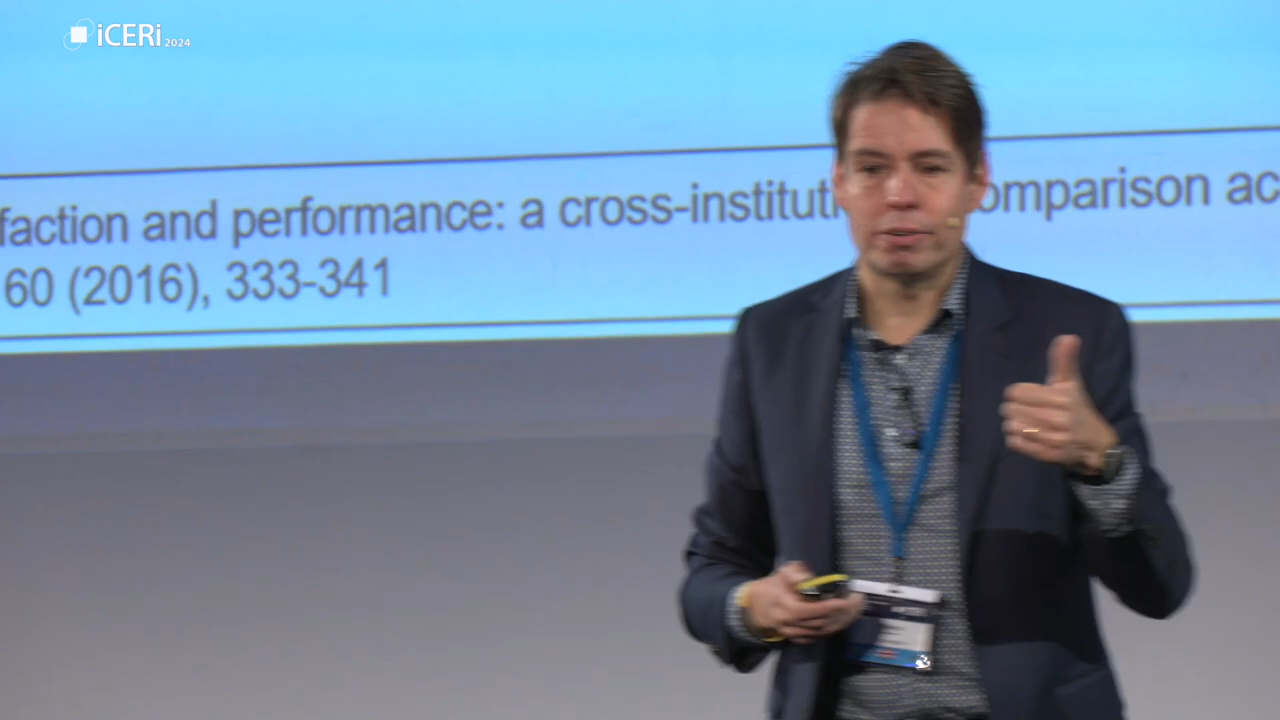 iCERi 2024
faction and performance: a cross-instituti omparison ac
60 (2016), 333-341